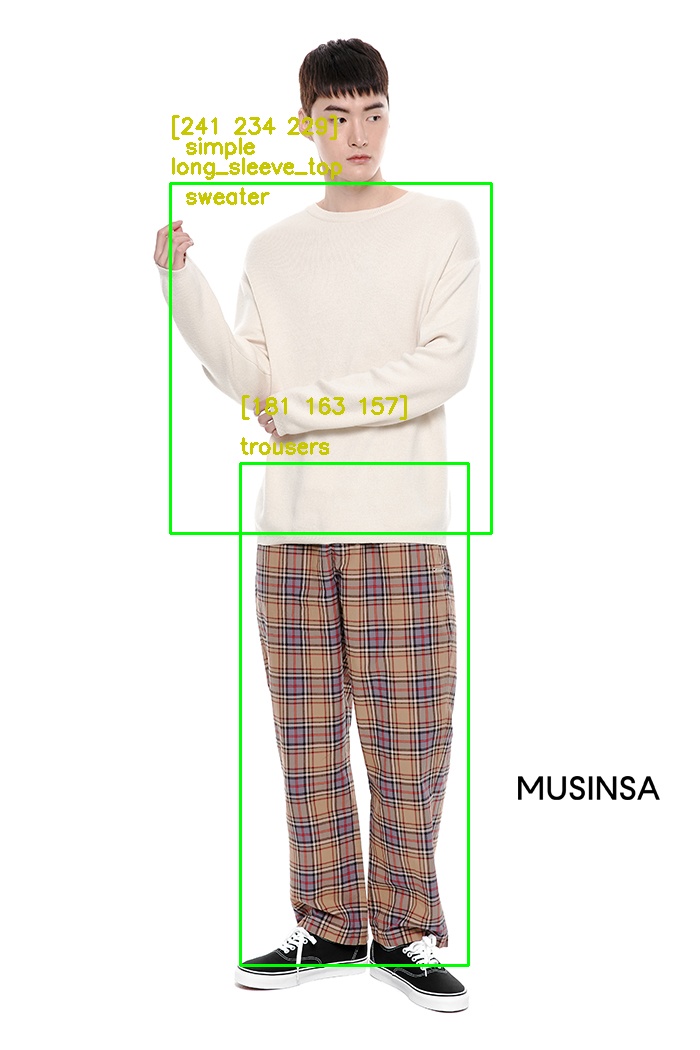 [241 234 229]
simple
long_sleeve_top
sweater
[181 163 157]
trousers
MUSINSA